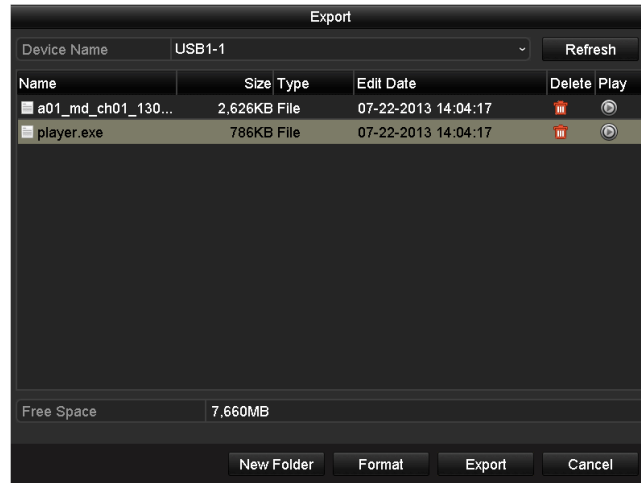 Export
Device Name USB1-1 Refresh
Name Size Type Edit Date Delete Play
a01_md_ch01_130... 2,626KB File 07-22-2013 14:04:17
player.exe 786KB File 07-22-2013 14:04:17
Free Space 7,660MB
New Folder Format Export Cancel